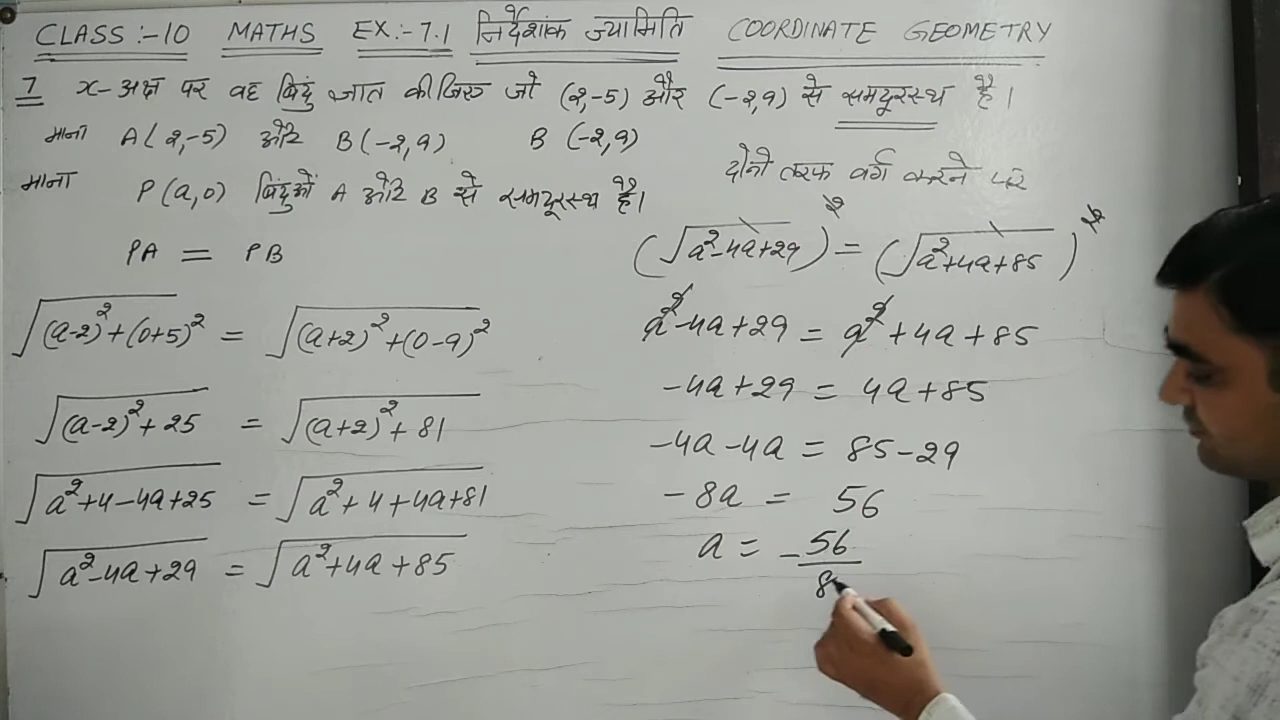 CLASS :- 10 MATHS EX :- 7.1 निर्देशांक ज्यामिति COORDINATE GEOMETRY
7 x-अक्ष पर वह बिंदु ज्ञात कीजिए जो (2,-5) और (-2,9) से समदूरस्थ हैं।
माना A(2,-5) और B(-2,9) B(-2,9)
माना P(a,0) बिंदुओं A और B से समदूरस्थ हैं।
PA = PB
√(a-2)²+(0+5)² = √(a+2)²+(0-9)²
√(a-2)²+25 = √(a+2)²+81
√a²+4-4a+25 = √a²+4+4a+81
√a²-4a+29 = √a²+4a+85
दोनो तरफ वर्ग करने पर
(√a²-4a+29)² = (√a²+4a+85)²
a²-4a+29 = a²+4a+85
-4a+29 = 4a+85
-4a-4a = 85-29
-8a = 56
a = -56/8